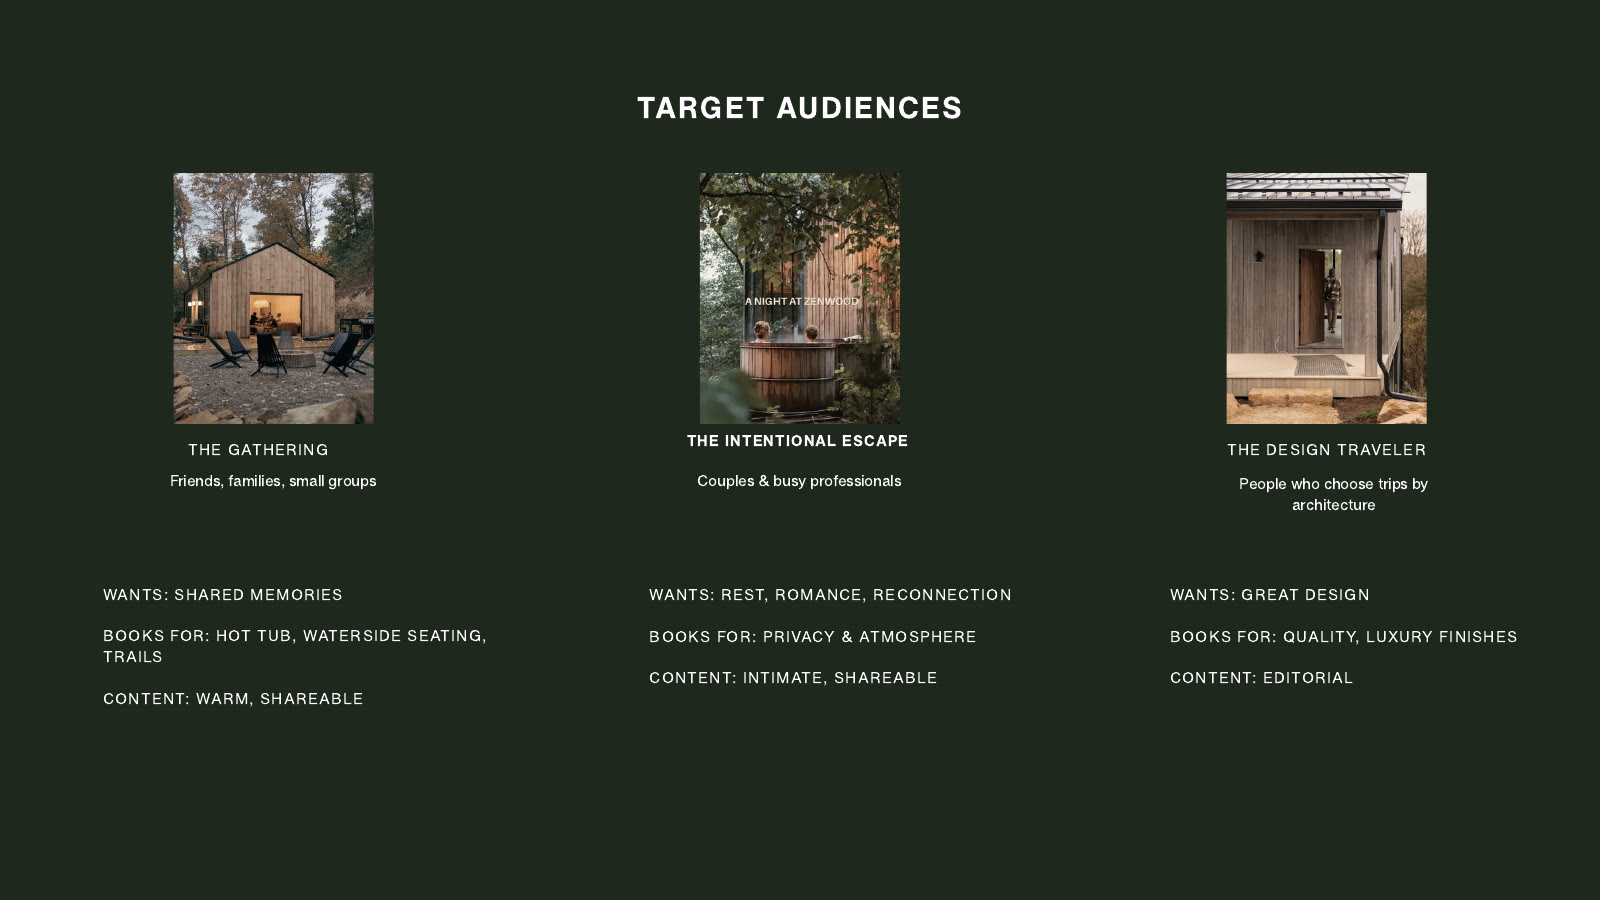 TARGET AUDIENCES
A NIGHT AT ZENWOOD
THE GATHERING
Friends, families, small groups
WANTS: SHARED MEMORIES
BOOKS FOR: HOT TUB, WATERSIDE SEATING,
TRAILS
CONTENT: WARM, SHAREABLE
THE INTENTIONAL ESCAPE
Couples & busy professionals
WANTS: REST, ROMANCE, RECONNECTION
BOOKS FOR: PRIVACY & ATMOSPHERE
CONTENT: INTIMATE, SHAREABLE
THE DESIGN TRAVELER
People who choose trips by
architecture
WANTS: GREAT DESIGN
BOOKS FOR: QUALITY, LUXURY FINISHES
CONTENT: EDITORIAL